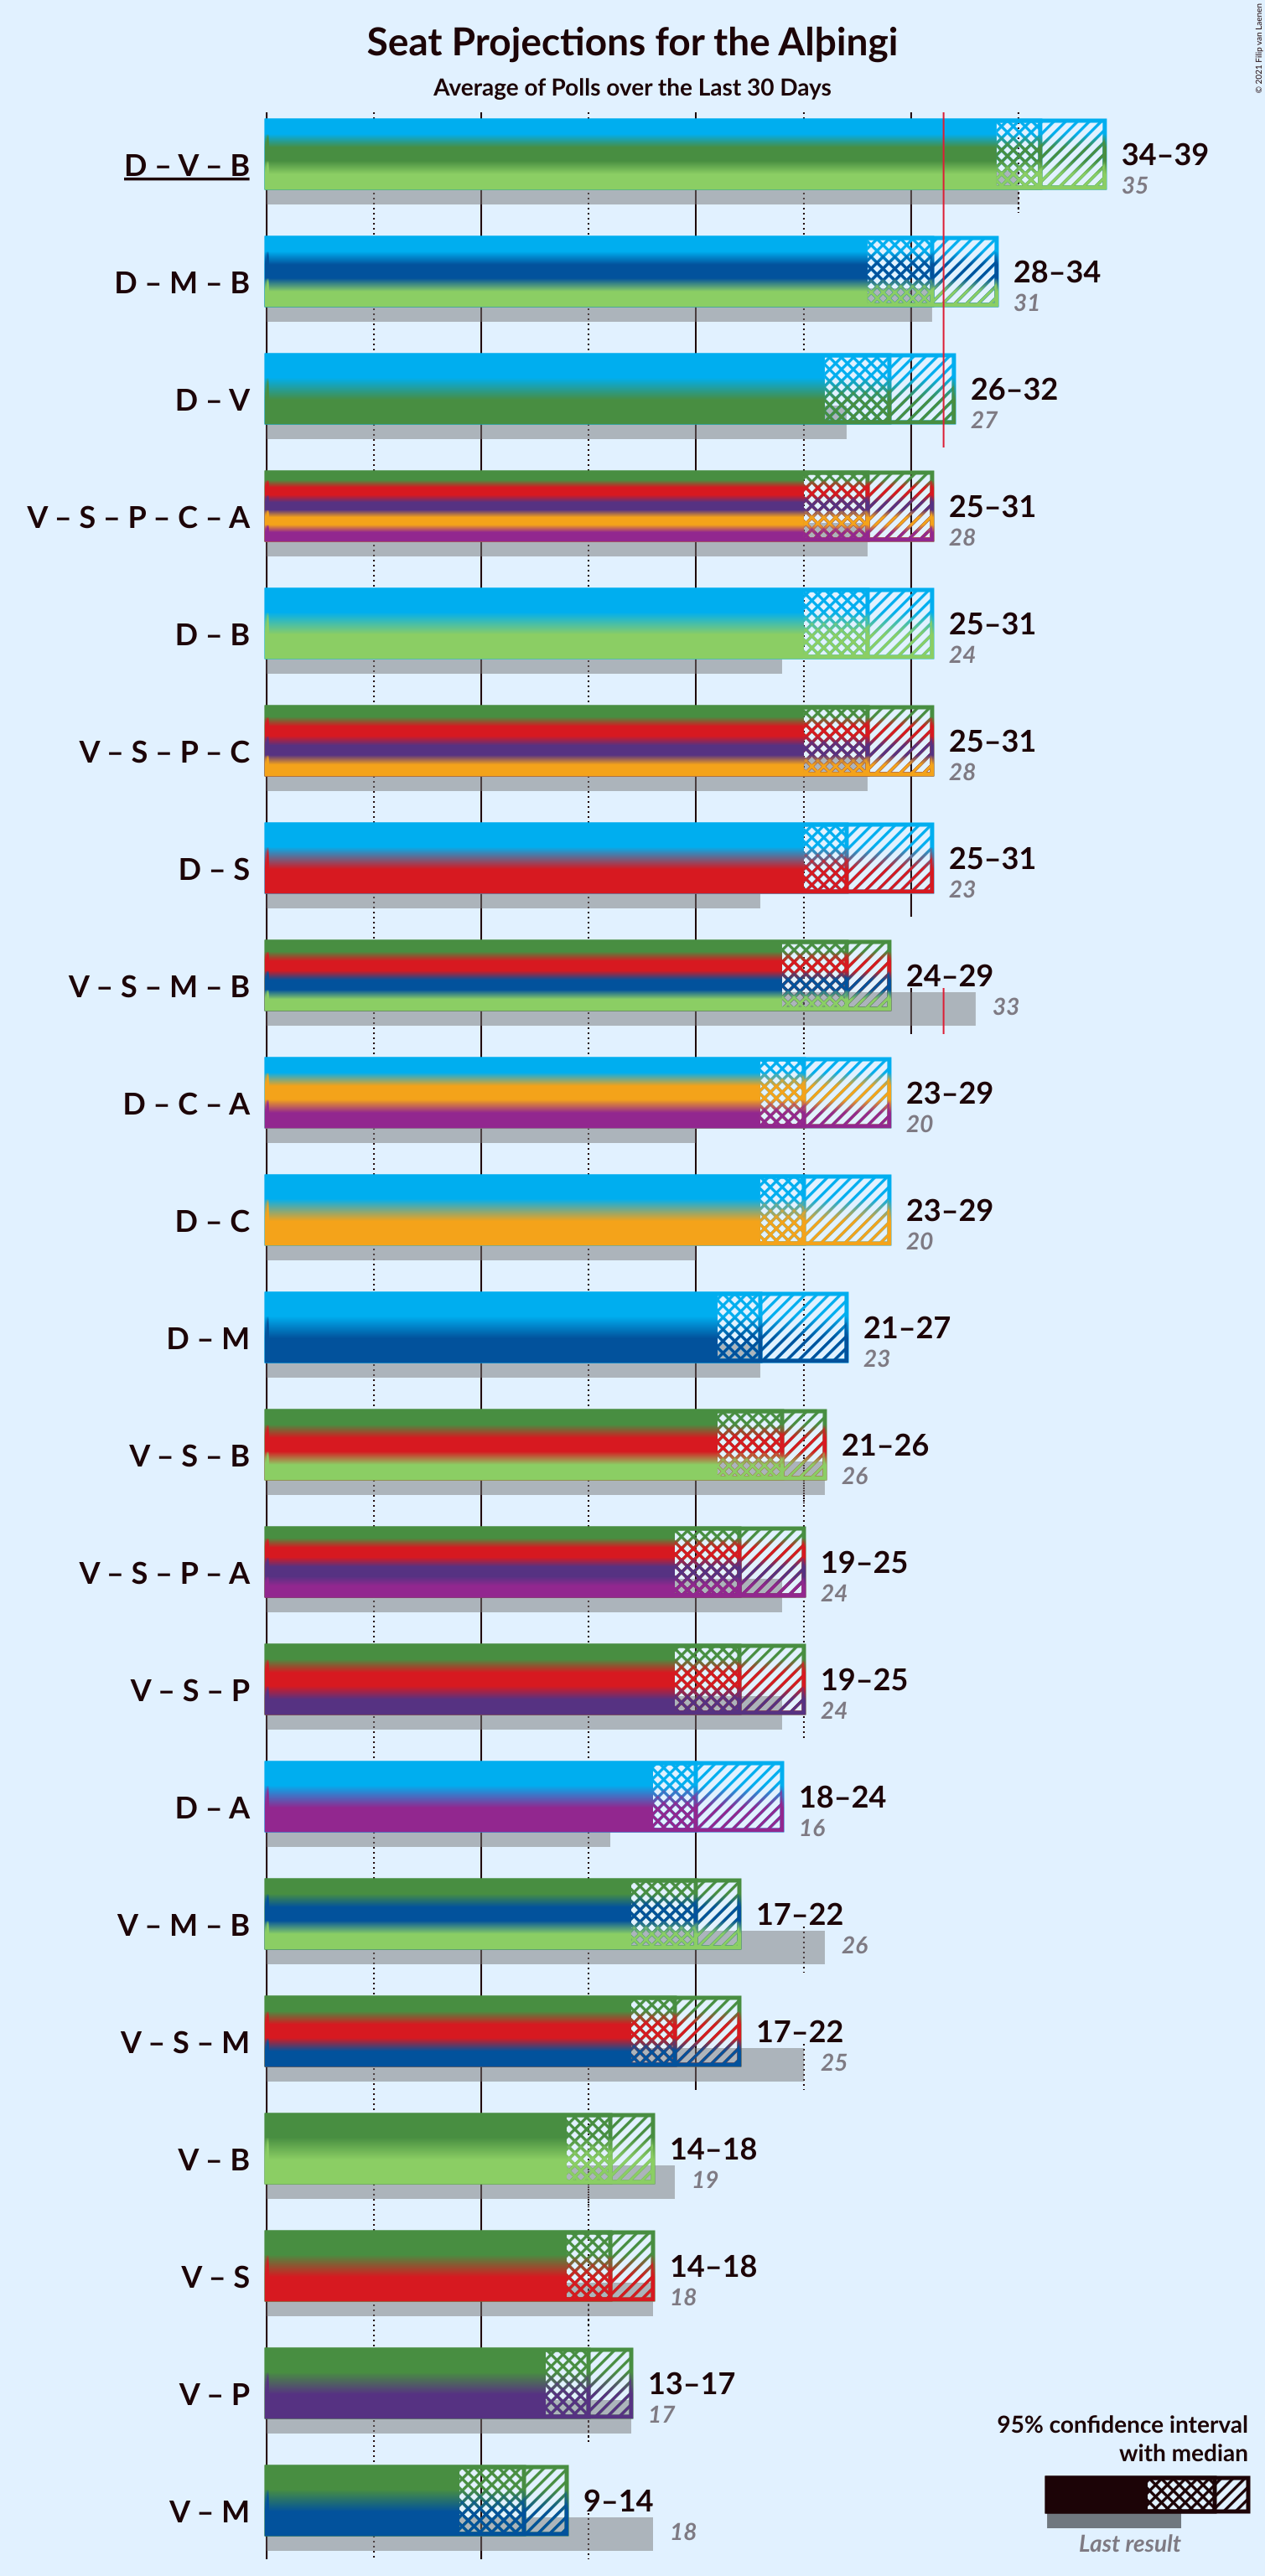 Seat Projections for the Alþingi
Average of Polls over the Last 30 Days
© 2021 Filip van Laenen
D – V – B
34–39
35
D – M – B
28–34
31
D – V
26–32
27
V – S – P – C – A
25–31
28
D – B
25–31
24
V – S – P – C
25–31
28
D – S
25–31
23
V – S – M – B
24–29
33
D – C – A
23–29
20
D – C
23–29
20
D – M
21–27
23
V – S – B
21–26
26
V – S – P – A
19–25
24
V – S – P
19–25
24
D – A
18–24
16
V – M – B
17–22
26
V – S – M
17–22
25
V – B
14–18
19
V – S
14–18
18
V – P
13–17
17
V – M
9–14
18
95% confidence interval
with median
Last result